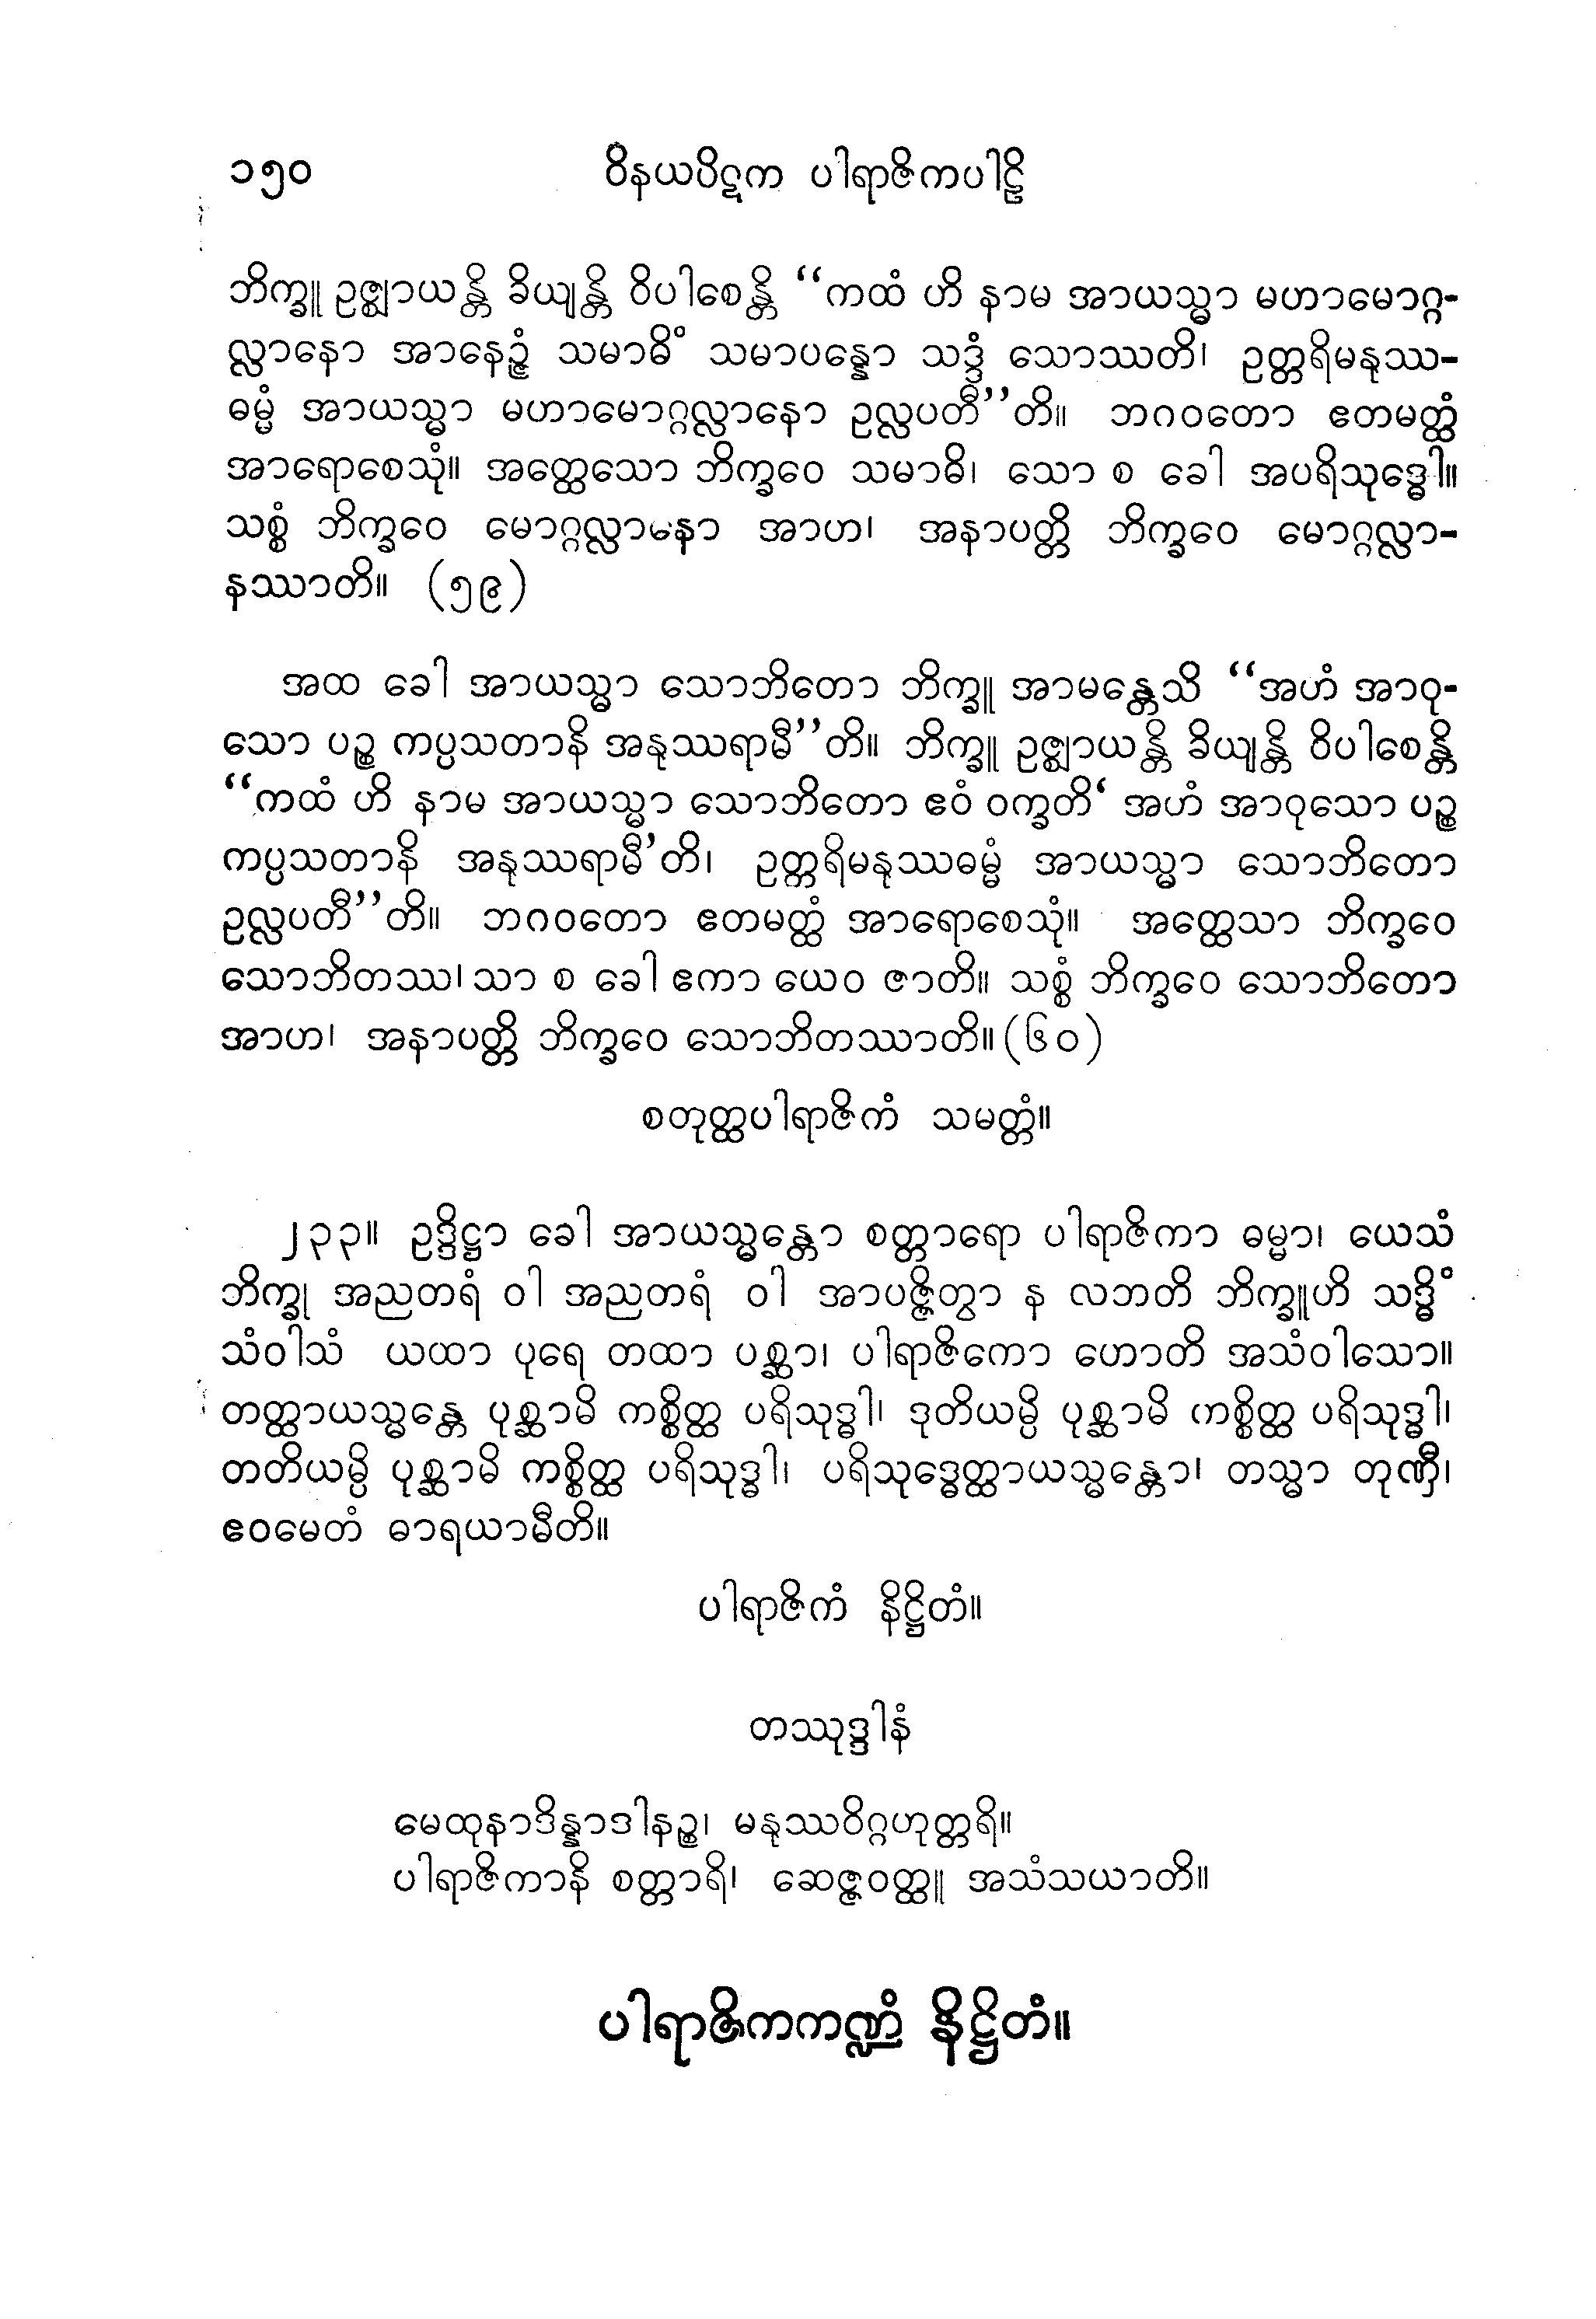 ၁၅၀ ဝိနယပိဋက ပါရာဇိကပါဠိ
ဘိက္ခူ ဥဇ္ဈာယန္တိ ခိယျန္တိ ဝိပါစေန္တိ “ကထံ ဟိ နာမ အာယသ္မာ မဟာမောဂ္ဂ-
လ္လာနော အာနေဉ္ဇံ သမာဓိံ သမာပန္နော သဒ္ဒံ သောဿတိ၊ ဥတ္တရိမနုဿ-
ဓမ္မံ အာယသ္မာ မဟာမောဂ္ဂလ္လာနော ဥလ္လပတီ”တိ။ ဘဂဝတော ဧတမတ္ထံ
အာရောစေသုံ။ အတ္ထေသော ဘိက္ခဝေ သမာဓိ၊ သော စ ခေါ အပရိသုဒ္ဓေါ။
သစ္စံ ဘိက္ခဝေ မောဂ္ဂလ္လာနော အာဟ၊ အနာပတ္တိ ဘိက္ခဝေ မောဂ္ဂလ္လာ-
နဿာတိ။ (၅၉)
အထ ခေါ အာယသ္မာ သောဘိတော ဘိက္ခူ အာမန္တေသိ “အဟံ အာဝု-
သော ပဉ္စ ကပ္ပသတာနိ အနုဿရာမီ”တိ။ ဘိက္ခူ ဥဇ္ဈာယန္တိ ခိယျန္တိ ဝိပါစေန္တိ
“ကထံ ဟိ နာမ အာယသ္မာ သောဘိတော ဧဝံ ဝက္ခတိ‘ အဟံ အာဝုသော ပဉ္စ
ကပ္ပသတာနိ အနုဿရာမီ’တိ၊ ဥတ္တရိမနုဿဓမ္မံ အာယသ္မာ သောဘိတော
ဥလ္လပတီ”တိ။ ဘဂဝတော ဧတမတ္ထံ အာရောစေသုံ။ အတ္ထေသာ ဘိက္ခဝေ
သောဘိတဿ၊ သာ စ ခေါ ဧကာ ယေဝ ဇာတိ။ သစ္စံ ဘိက္ခဝေ သောဘိတော
အာဟ၊ အနာပတ္တိ ဘိက္ခဝေ သောဘိတဿာတိ။ (၆၀)
စတုတ္ထပါရာဇိကံ သမတ္တံ။
၂၃၃။ ဥဒ္ဒိဋ္ဌာ ခေါ အာယသ္မန္တော စတ္တာရော ပါရာဇိကာ ဓမ္မာ၊ ယေသံ
ဘိက္ခု အညတရံ ဝါ အညတရံ ဝါ အာပဇ္ဇိတွာ န လဘတိ ဘိက္ခူဟိ သဒ္ဓိံ
သံဝါသံ ယထာ ပုရေ တထာ ပစ္ဆာ၊ ပါရာဇိကော ဟောတိ အသံဝါသော။
တတ္ထာယသ္မန္တေ ပုစ္ဆာမိ ကစ္စိတ္ထ ပရိသုဒ္ဓါ၊ ဒုတိယမ္ပိ ပုစ္ဆာမိ ကစ္စိတ္ထ ပရိသုဒ္ဓါ၊
တတိယမ္ပိ ပုစ္ဆာမိ ကစ္စိတ္ထ ပရိသုဒ္ဓါ၊ ပရိသုဒ္ဓေတ္ထာယသ္မန္တော၊ တသ္မာ တုဏှီ၊
ဧဝမေတံ ဓာရယာမီတိ။
ပါရာဇိကံ နိဋ္ဌိတံ။
တဿုဒ္ဒါနံ
မေထုနာဒိန္နာဒါနဉ္စ၊ မနုဿဝိဂ္ဂဟုတ္တရိ။
ပါရာဇိကာနိ စတ္တာရိ၊ ဆေဇ္ဇဝတ္ထူ အသံသယာတိ။
ပါရာဇိကကဏ္ဍံ နိဋ္ဌိတံ။